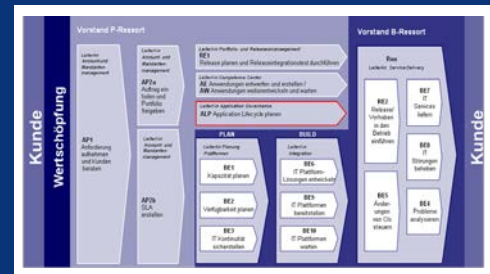 Kunde
Wertschöpfung
Vorstand P-Ressort
Leiter/in
Account und
Mandanten-
management
AP1
Anforderung
aufnehmen
und Kunden
beraten
Leiter/in
Account-
und
Mandanten-
management
AP2a
Auftrag ein
holen und
Portfolio
freigeben
Leiter/in
Account-
und
Mandanten-
management
AP2b
SLA
erstellen
Leiter/in Portfolio- und Releasemanagement
RE1
Release planen und Releaseintegrationstest durchführen
Leiter/in Competence Center
AE Anwendungen entwerfen und erstellen /
AW Anwendungen weiterentwickeln und warten
Leiter/in Application Governance
ALP Application Lifecycle planen
PLAN
Leiter/in Planung
Plattformen
BE1
Kapazität planen
BE2
Verfügbarkeit planen
BE3
IT Kontinuität
sicherstellen
BUILD
Leiter/in
Integration
BE6
IT Plattform-
Lösungen entwickeln
BE9
IT Plattformen
bereitstellen
BE10
IT Plattformen
warten
Vorstand B-Ressort
Run
Leiter/in Service Delivery
RE2
Release/
Vorhaben
in den
Betrieb
einführen
BE5
Änder-
ungen
von CIs
steuern
BE7
IT
Services
liefern
BE8
IT
Störungen
beheben
BE4
Probleme
analysieren
Kunde